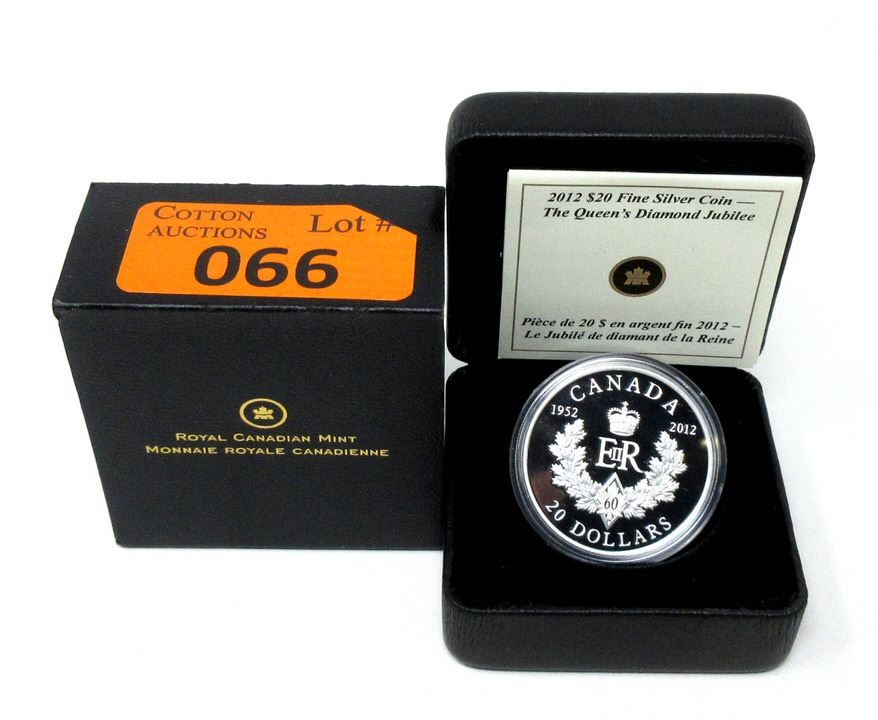 COTTON
AUCTIONS
Lot #
066
ROYAL CANADIAN MINT
MONNAIE ROYALE CANADIENNE
2012 $20 Fine Silver Coin —
The Queen's Diamond Jubilee
Pièce de 20 $ en argent fin 2012 –
Le Jubilé de diamant de la Reine
CANADA
1952
2012
EIIR
60
20 DOLLARS